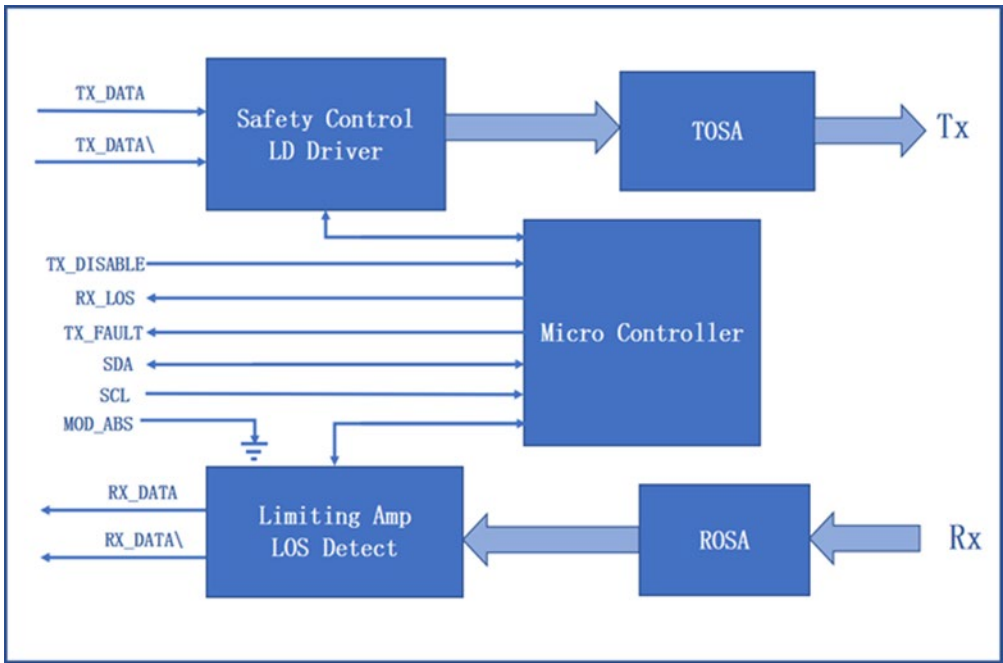 TX_DATA
TX_DATA\
Safety Control
LD Driver
TOSA
Tx
TX_DISABLE
RX_LOS
TX_FAULT
SDA
SCL
MOD_ABS
Micro Controller
RX_DATA
RX_DATA\
Limiting Amp
LOS Detect
ROSA
Rx